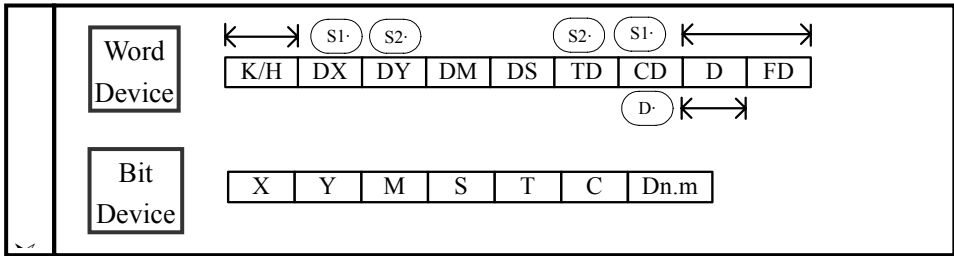 Word
Device
S1· S2· S2· S1·
K/H DX DY DM DS TD CD D FD
D·
Bit
Device
X Y M S T C Dn.m